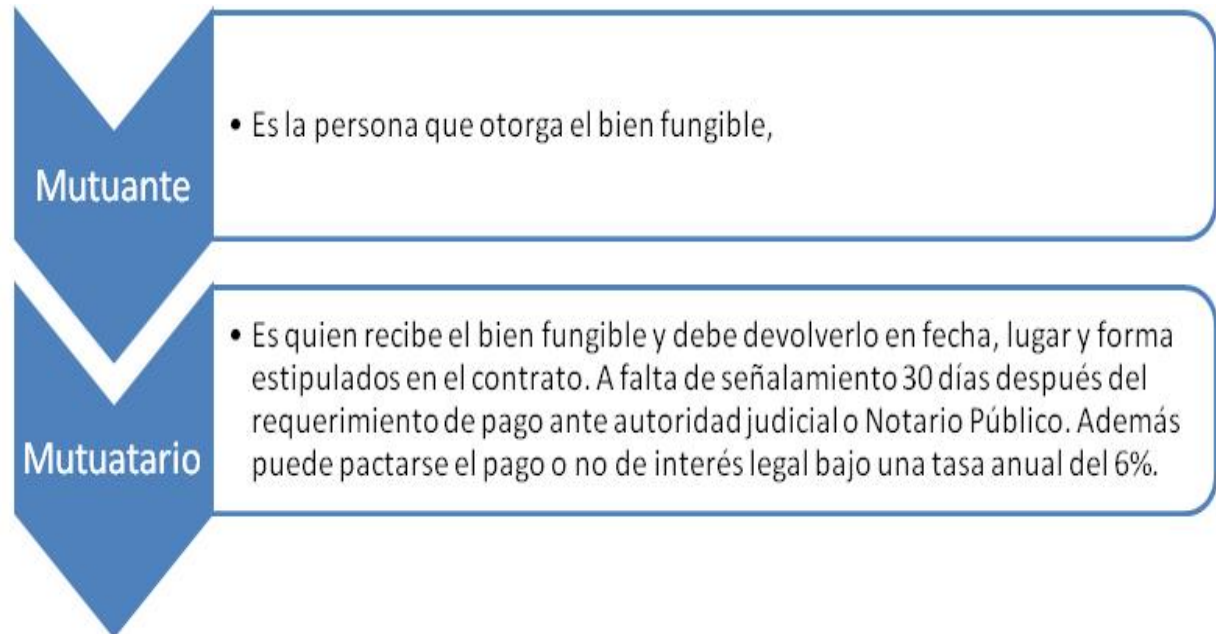 Mutuante
• Es la persona que otorga el bien fungible,
Mutuatario
• Es quien recibe el bien fungible y debe devolverlo en fecha, lugar y forma
estipulados en el contrato. A falta de señalamiento 30 días después del
requerimiento de pago ante autoridad judicial o Notario Público. Además
puede pactarse el pago o no de interés legal bajo una tasa anual del 6%.